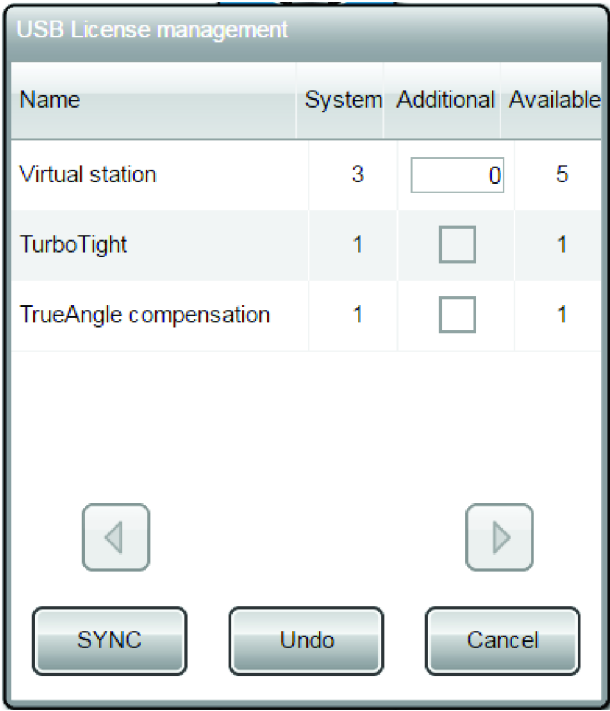 USB License management
Name System Additional Available
Virtual station 3 0 5
TurboTight 1 1
TrueAngle compensation 1 1
SYNC Undo Cancel